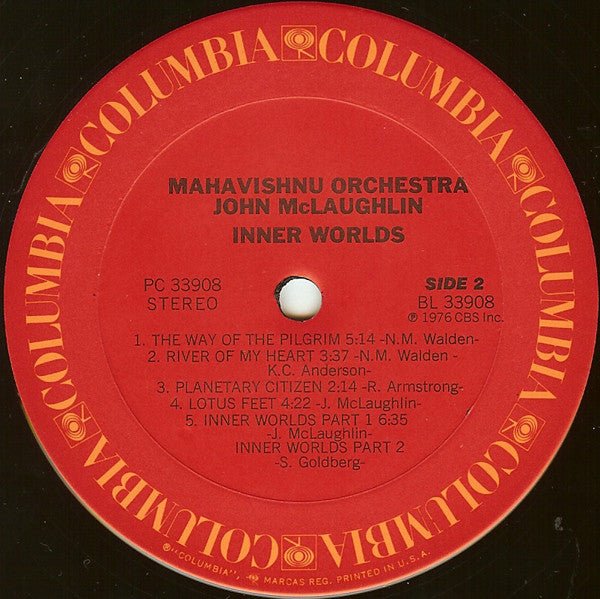 COLUMBIA COLUMBIA COLUMBIA COLUMBIA COLUMBIA COLUMBIA
MAHAVISHNU ORCHESTRA
JOHN McLAUGHLIN
INNER WORLDS
PC 33908
STEREO
SIDE 2
BL 33908
℗ 1976 CBS Inc.
1. THE WAY OF THE PILGRIM 5:14 -N.M. Walden-
2. RIVER OF MY HEART 3:37 -N.M. Walden -
K.C. Anderson-
3. PLANETARY CITIZEN 2:14 -R. Armstrong-
4. LOTUS FEET 4:22 -J. McLaughlin-
5. INNER WORLDS PART 1 6:35
-J. McLaughlin-
INNER WORLDS PART 2
-S. Goldberg-
®"COLUMBIA", MARCAS REG. PRINTED IN U.S.A.